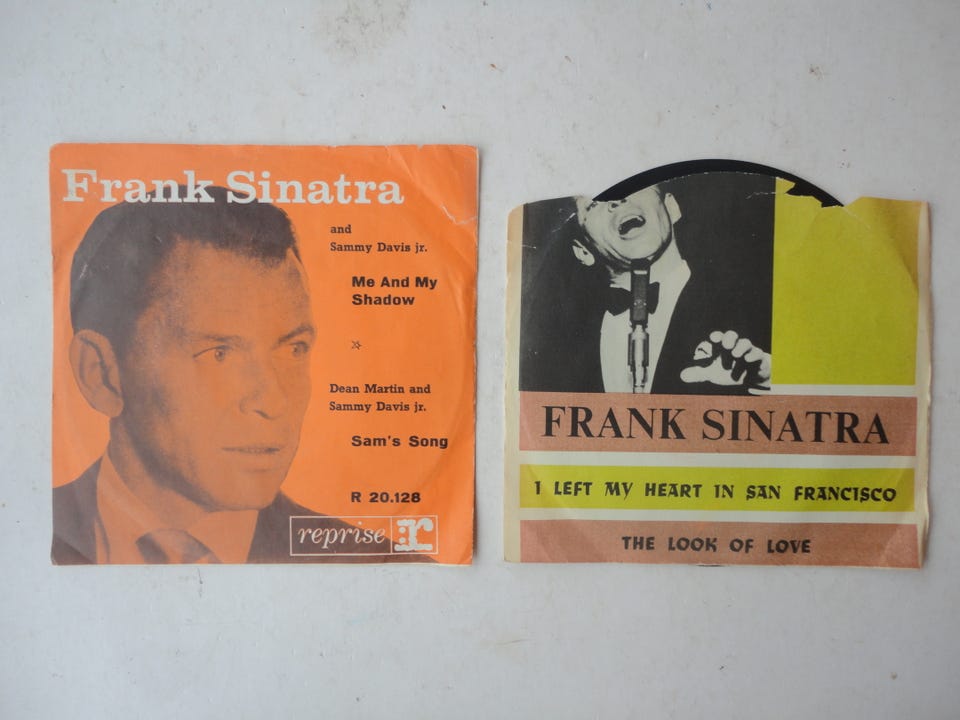 Frank Sinatra
and
Sammy Davis jr.
Me And My
Shadow
Dean Martin and
Sammy Davis jr.
Sam's Song
R 20.128
reprise r:
FRANK SINATRA
I LEFT MY HEART IN SAN FRANCISCO
THE LOOK OF LOVE